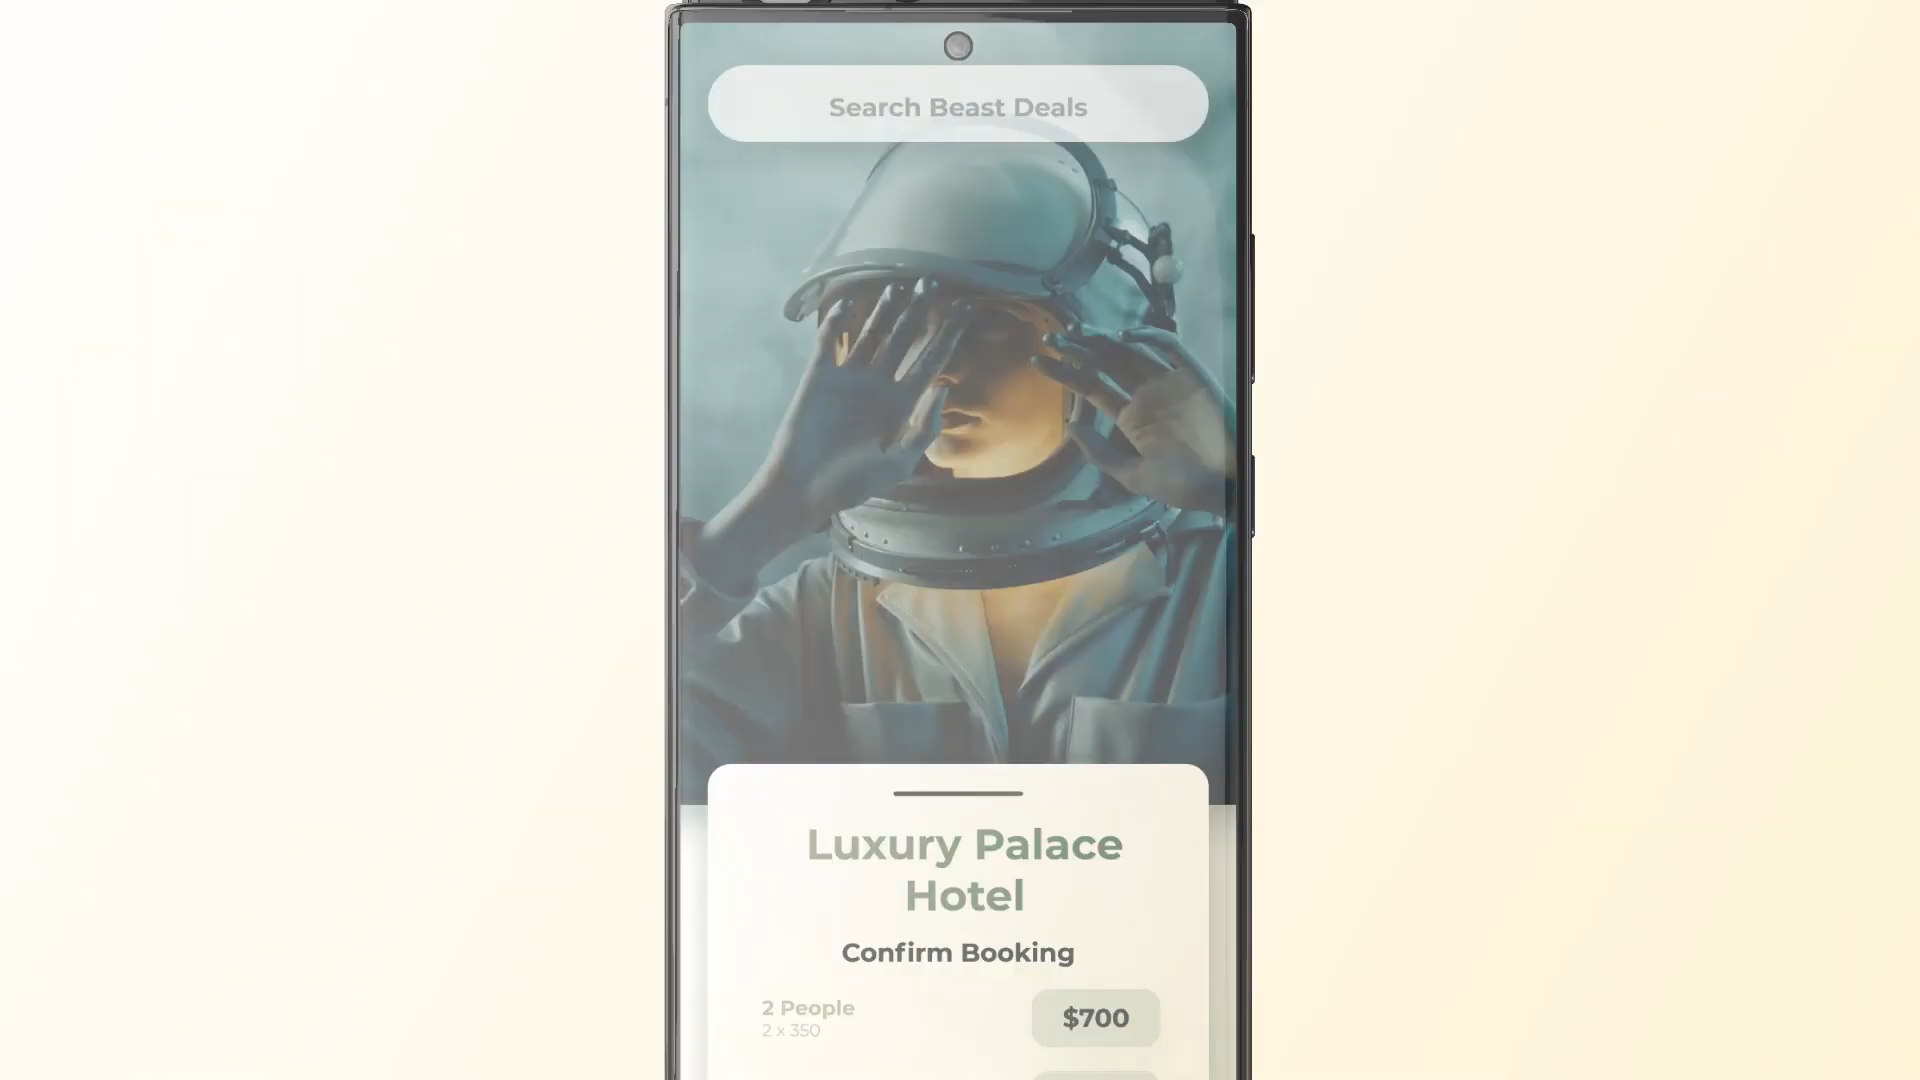 Search Beast Deals
Luxury Palace
Hotel
Confirm Booking
2 People
$700
2 x 350